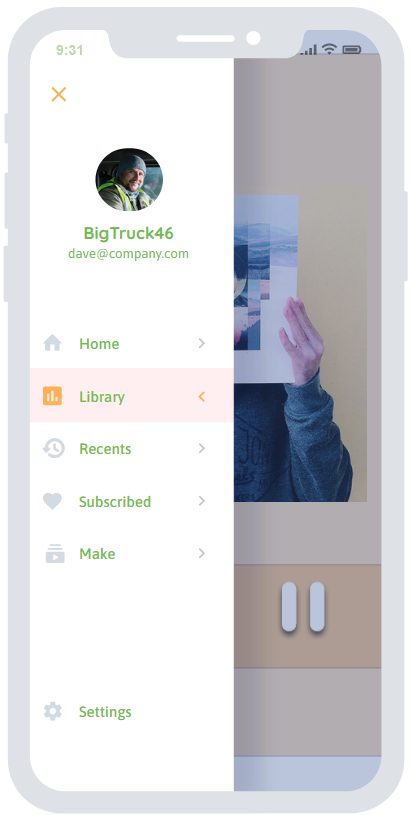 9:31
BigTruck46
dave@company.com
Home
Library
Recents
Subscribed
Make
Settings